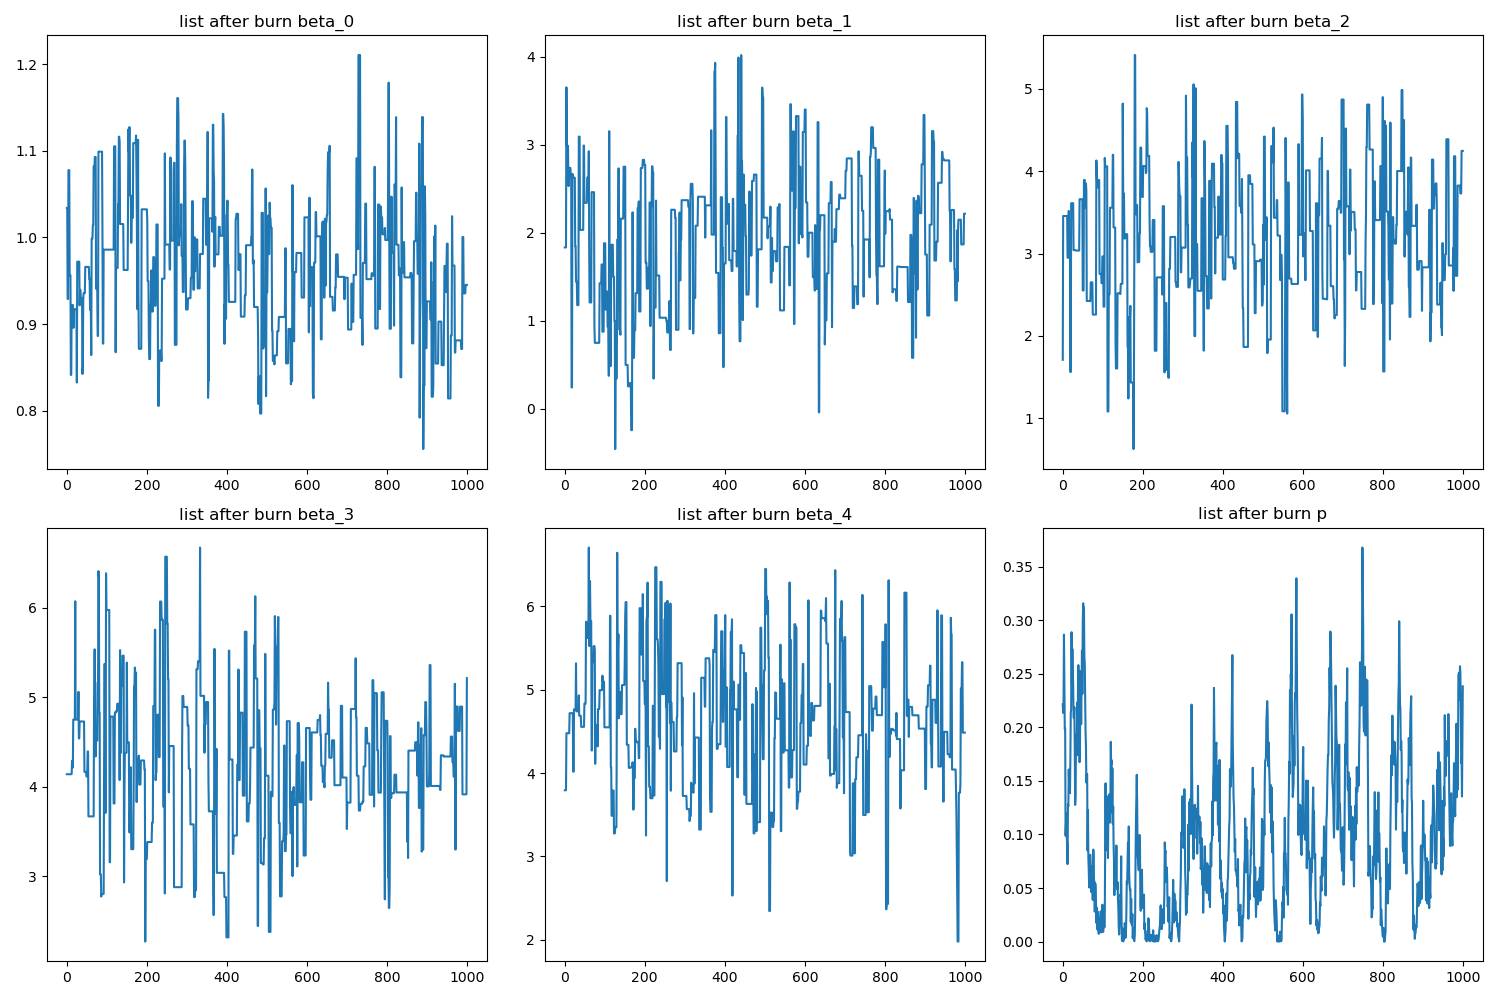 list after burn beta_0
1.2
1.1
1.0
0.9
0.8
0 200 400 600 800 1000
list after burn beta_1
4
3
2
1
0
0 200 400 600 800 1000
list after burn beta_2
5
4
3
2
1
0 200 400 600 800 1000
list after burn beta_3
6
5
4
3
0 200 400 600 800 1000
list after burn beta_4
6
5
4
3
2
0 200 400 600 800 1000
list after burn p
0.35
0.30
0.25
0.20
0.15
0.10
0.05
0.00
0 200 400 600 800 1000